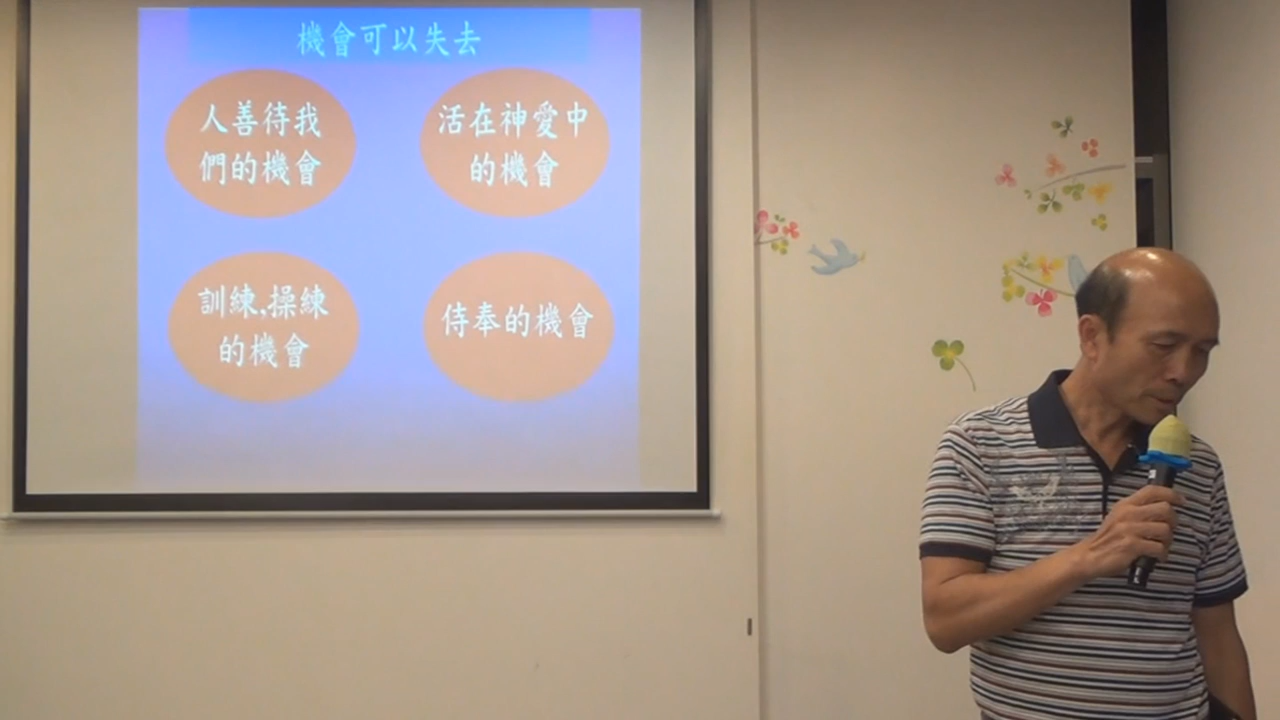 機會可以失去
人善待我
們的機會
活在神愛中
的機會
訓練,操練
的機會
侍奉的機會